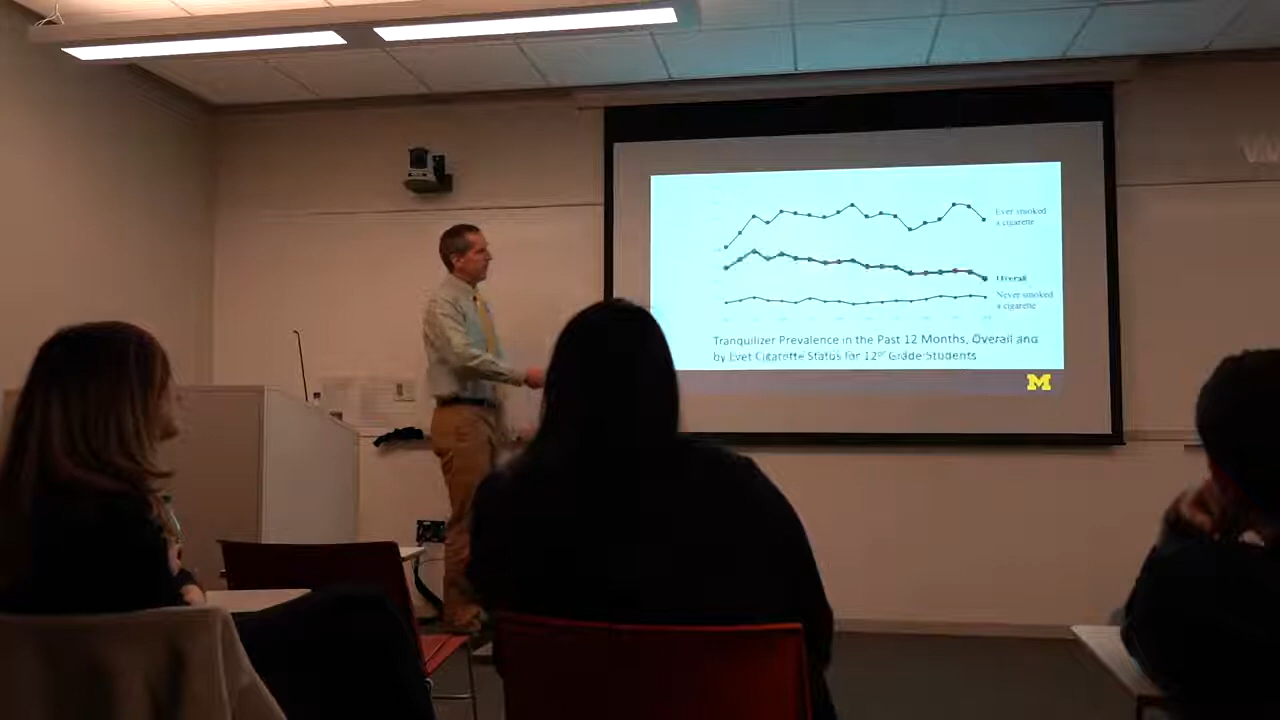 Ever smoked
a cigarette
Overall
Never smoked
a cigarette
Tranquilizer Prevalence in the Past 12 Months, Overall and
by Ever Cigarette Status for 12th Grade Students
M